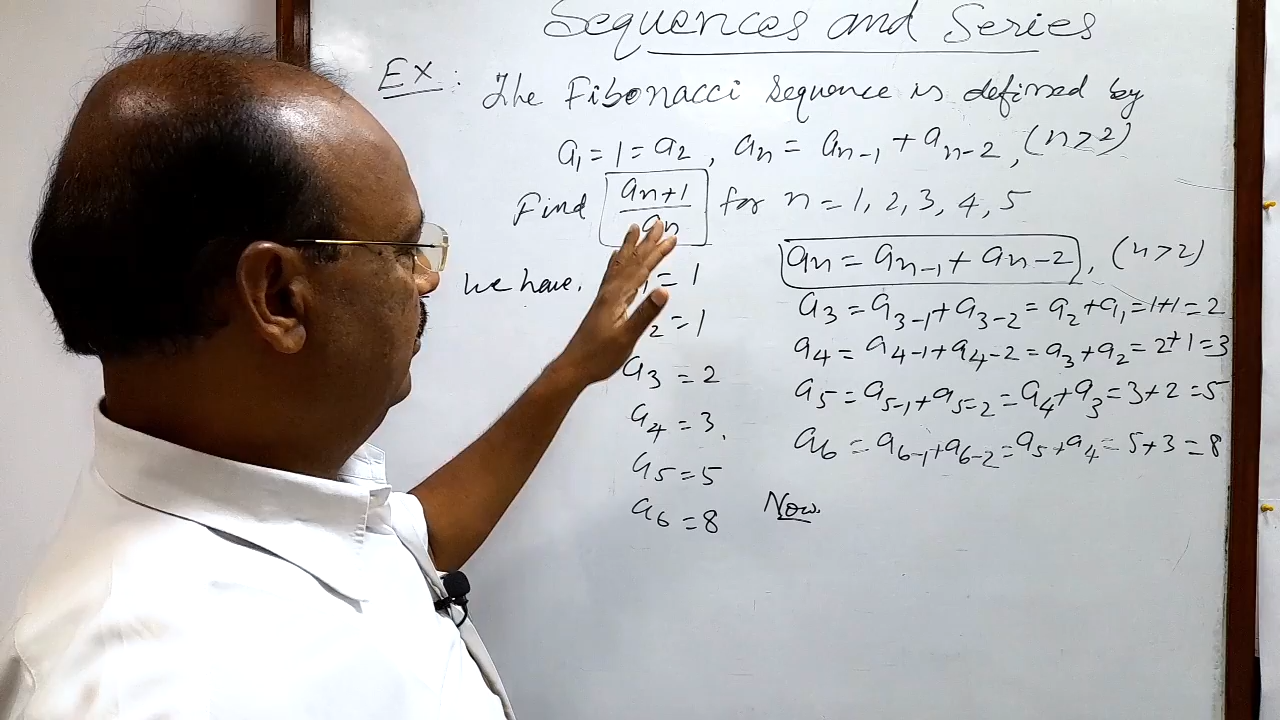 Sequences and Series
Ex: The Fibonacci Sequence is defined by
a₁ = 1 = a₂, aₙ = aₙ₋₁ + aₙ₋₂, (n>2)
Find aₙ₊₁/aₙ for n = 1, 2, 3, 4, 5
we have.
= 1
₂ = 1
a₃ = 2
a₄ = 3.
a₅ = 5
a₆ = 8
aₙ = aₙ₋₁ + aₙ₋₂, (n>2)
a₃ = a₃₋₁ + a₃₋₂ = a₂ + a₁ = 1+1 = 2
a₄ = a₄₋₁ + a₄₋₂ = a₃ + a₂ = 2+1 = 3
a₅ = a₅₋₁ + a₅₋₂ = a₄ + a₃ = 3+2 = 5
a₆ = a₆₋₁ + a₆₋₂ = a₅ + a₄ = 5+3 = 8
Now.